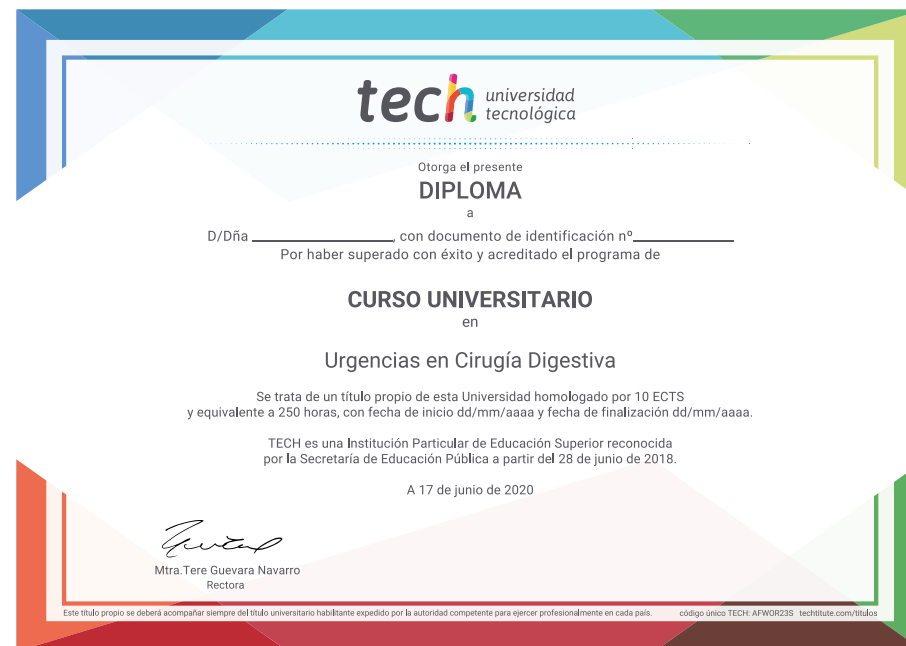 tech universidad
tecnológica
Otorga el presente
DIPLOMA
a
D/Dña ____________, con documento de identificación nº____________
Por haber superado con éxito y acreditado el programa de
CURSO UNIVERSITARIO
en
Urgencias en Cirugía Digestiva
Se trata de un título propio de esta Universidad homologado por 10 ECTS
y equivalente a 250 horas, con fecha de inicio dd/mm/aaaa y fecha de finalización dd/mm/aaaa.
TECH es una Institución Particular de Educación Superior reconocida
por la Secretaría de Educación Pública a partir del 28 de junio de 2018.
A 17 de junio de 2020
Mtra.Tere Guevara Navarro
Rectora
Este título propio se deberá acompañar siempre del título universitario habilitante expedido por la autoridad competente para ejercer profesionalmente en cada país. código único TECH: AFWOR23S techtitute.com/titulos